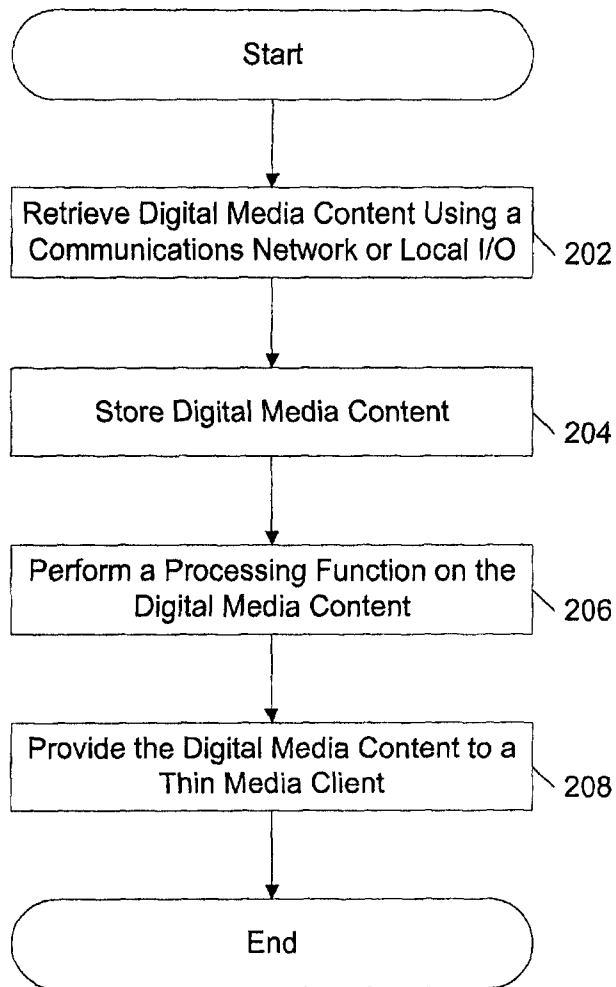 Start
Retrieve Digital Media Content Using a
Communications Network or Local I/O
202
Store Digital Media Content
204
Perform a Processing Function on the
Digital Media Content
206
Provide the Digital Media Content to a
Thin Media Client
208
End